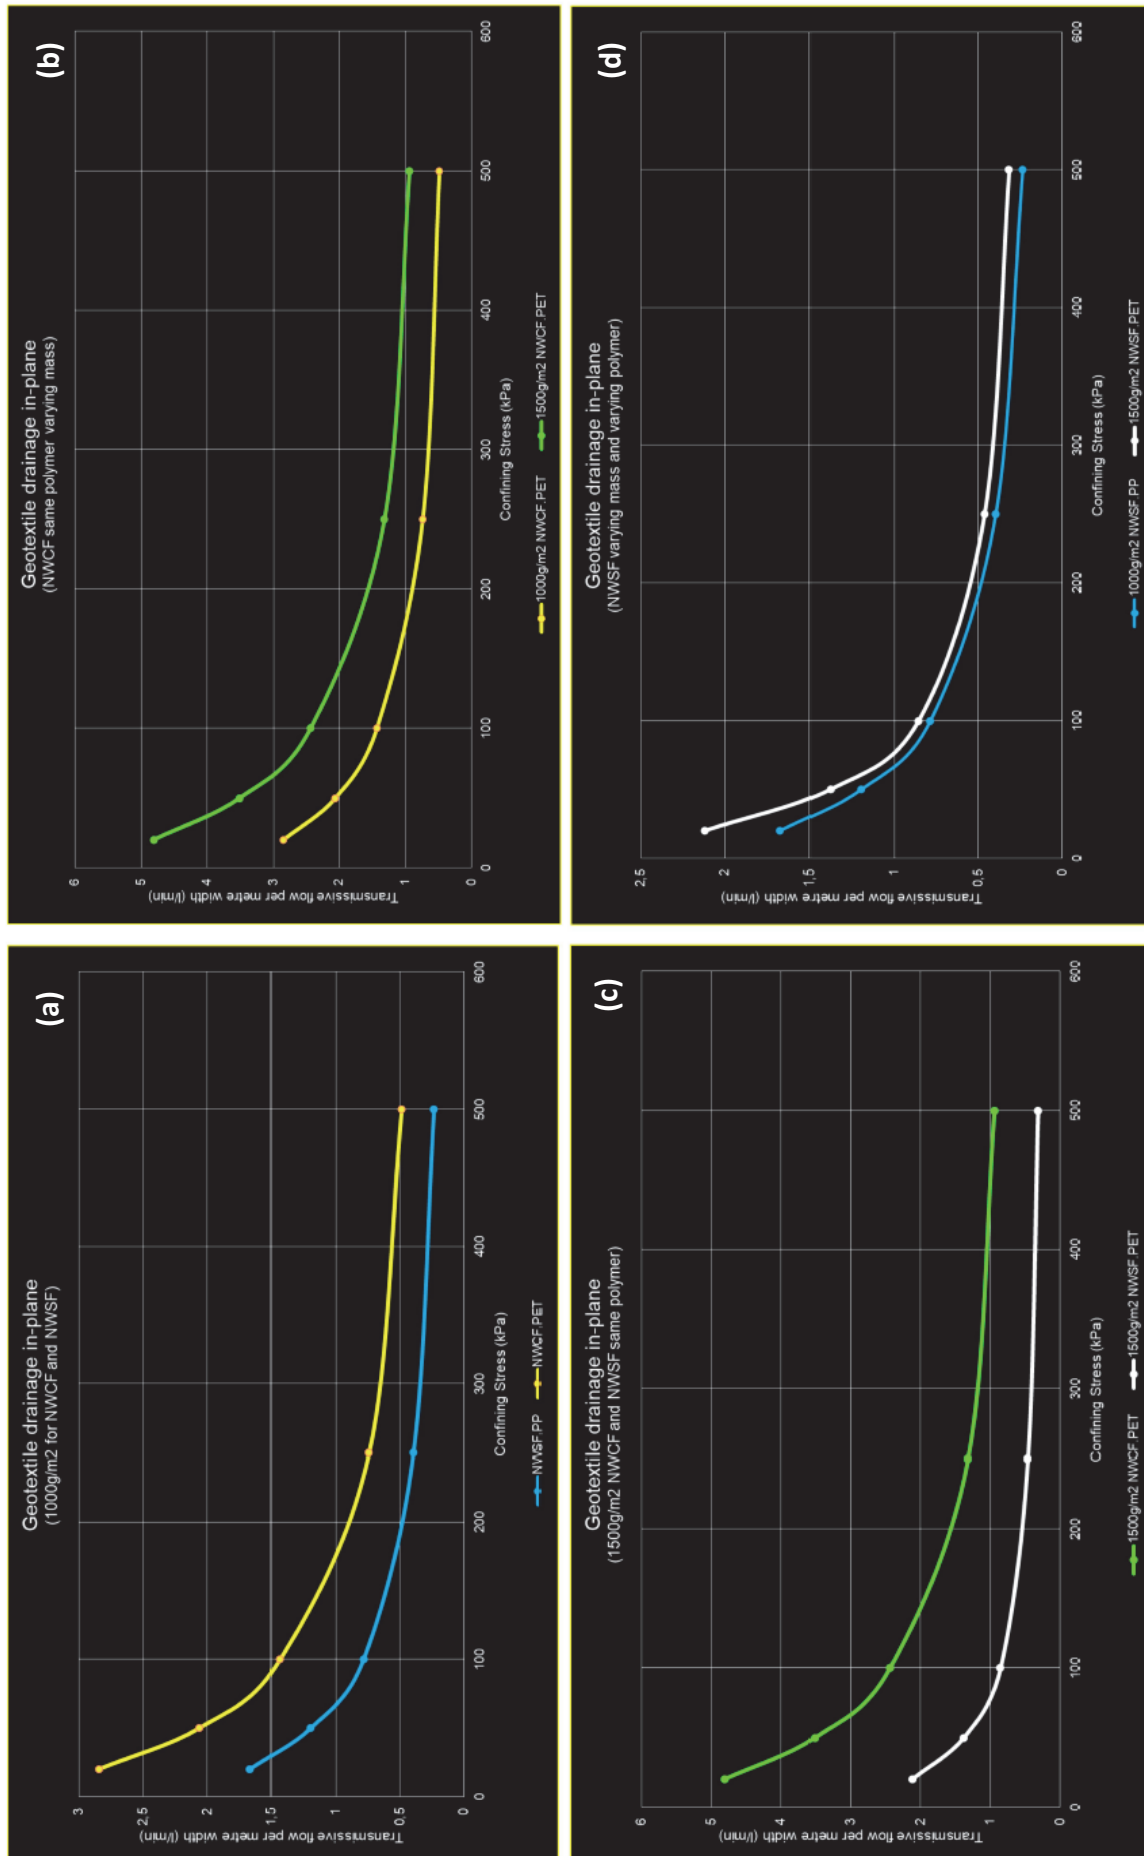 (a)
Geotextile drainage in-plane
(1000g/m2 for NWCF and NWSF)
Transmissive flow per metre width (l/min)
3
2,5
2
1,5
1
0,5
0
0
100
200
300
400
500
600
Confining Stress (kPa)
NWSF.PP
NWCF.PET
(b)
Geotextile drainage in-plane
(NWCF same polymer varying mass)
Transmissive flow per metre width (l/min)
6
5
4
3
2
1
0
0
100
200
300
400
500
600
Confining Stress (kPa)
1000g/m2 NWCF.PET
1500g/m2 NWCF.PET
(c)
Geotextile drainage in-plane
(1500g/m2 NWCF and NWSF same polymer)
Transmissive flow per metre width (l/min)
6
5
4
3
2
1
0
0
100
200
300
400
500
600
Confining Stress (kPa)
1500g/m2 NWCF.PET
1500g/m2 NWSF.PET
(d)
Geotextile drainage in-plane
(NWSF varying mass and varying polymer)
Transmissive flow per metre width (l/min)
2,5
2
1,5
1
0,5
0
0
100
200
300
400
500
600
Confining Stress (kPa)
1000g/m2 NWSF.PP
1500g/m2 NWSF.PET